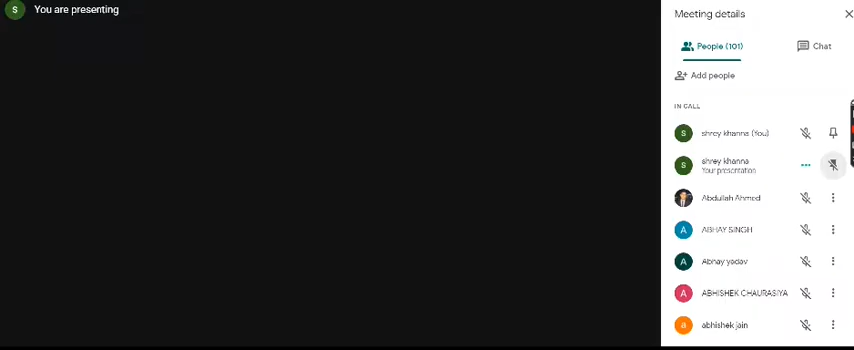 S You are presenting
Meeting details
People (101) Chat
Add people
IN CALL
S shrey khanna (You)
S shrey khanna
Your presentation
Abdullah Ahmed
A ABHAY SINGH
A Abhay yadav
A ABHISHEK CHAURASIYA
a abhishek jain